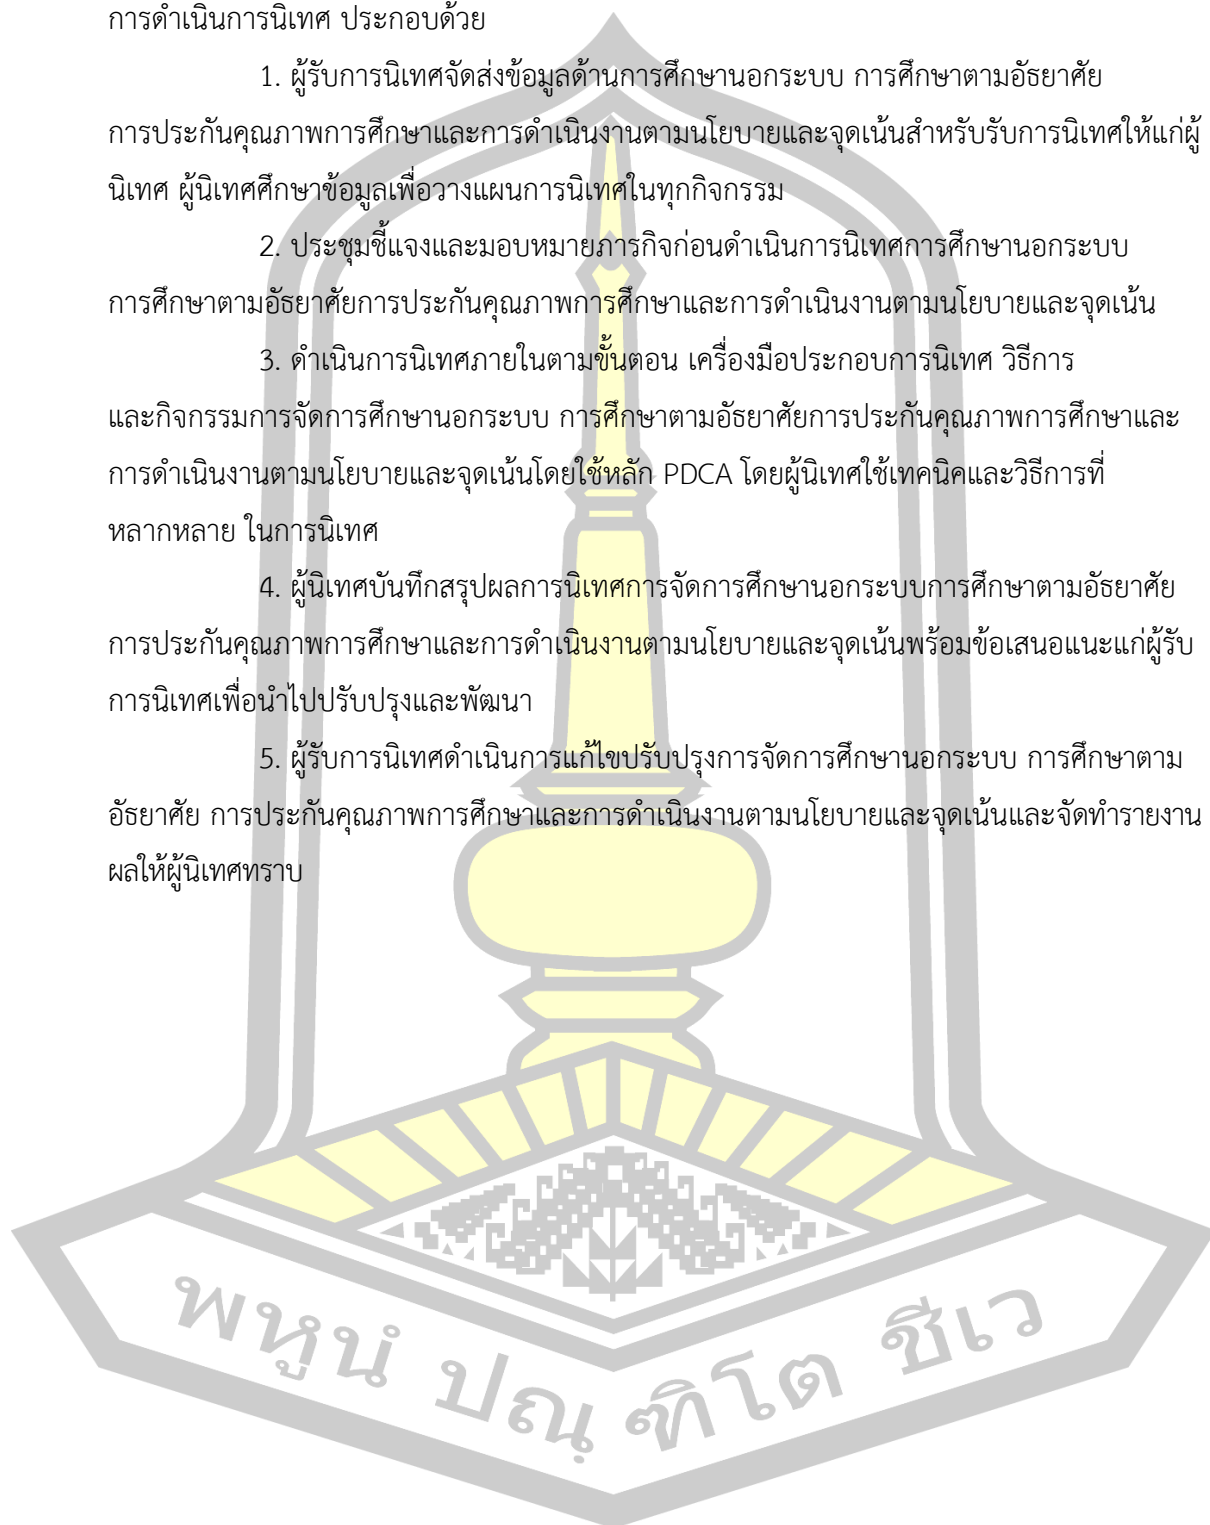 การดำเนินการนิเทศ ประกอบด้วย
1. ผู้รับการนิเทศจัดส่งข้อมูลด้านการศึกษานอกระบบ การศึกษาตามอัธยาศัย
การประกันคุณภาพการศึกษาและการดำเนินงานตามนโยบายและจุดเน้นสำหรับรับการนิเทศให้แก่ผู้
นิเทศ ผู้นิเทศศึกษาข้อมูลเพื่อวางแผนการนิเทศในทุกกิจกรรม
2. ประชุมชี้แจงและมอบหมายภารกิจก่อนดำเนินการนิเทศการศึกษานอกระบบ
การศึกษาตามอัธยาศัยการประกันคุณภาพการศึกษาและการดำเนินงานตามนโยบายและจุดเน้น
3. ดำเนินการนิเทศภายในตามขั้นตอน เครื่องมือประกอบการนิเทศ วิธีการ
และกิจกรรมการจัดการศึกษานอกระบบ การศึกษาตามอัธยาศัยการประกันคุณภาพการศึกษาและ
การดำเนินงานตามนโยบายและจุดเน้นโดยใช้หลัก PDCA โดยผู้นิเทศใช้เทคนิคและวิธีการที่
หลากหลาย ในการนิเทศ
4. ผู้นิเทศบันทึกสรุปผลการนิเทศการจัดการศึกษานอกระบบการศึกษาตามอัธยาศัย
การประกันคุณภาพการศึกษาและการดำเนินงานตามนโยบายและจุดเน้นพร้อมข้อเสนอแนะแก่ผู้รับ
การนิเทศเพื่อนำไปปรับปรุงและพัฒนา
5. ผู้รับการนิเทศดำเนินการแก้ไขปรับปรุงการจัดการศึกษานอกระบบ การศึกษาตาม
อัธยาศัย การประกันคุณภาพการศึกษาและการดำเนินงานตามนโยบายและจุดเน้นและจัดทำรายงาน
ผลให้ผู้นิเทศทราบ
พหูนํ ปณฺ ฑิโต ชีเว